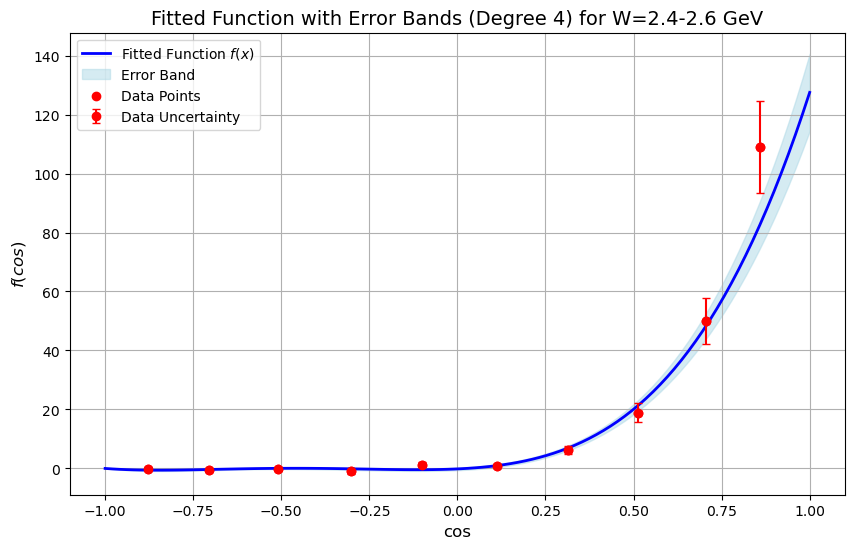 Fitted Function with Error Bands (Degree 4) for W=2.4-2.6 GeV
Fitted Function f(x)
Error Band
Data Points
Data Uncertainty
140
120
100
80
60
40
20
0
f(cos)
−1.00 −0.75 −0.50 −0.25 0.00 0.25 0.50 0.75 1.00
cos